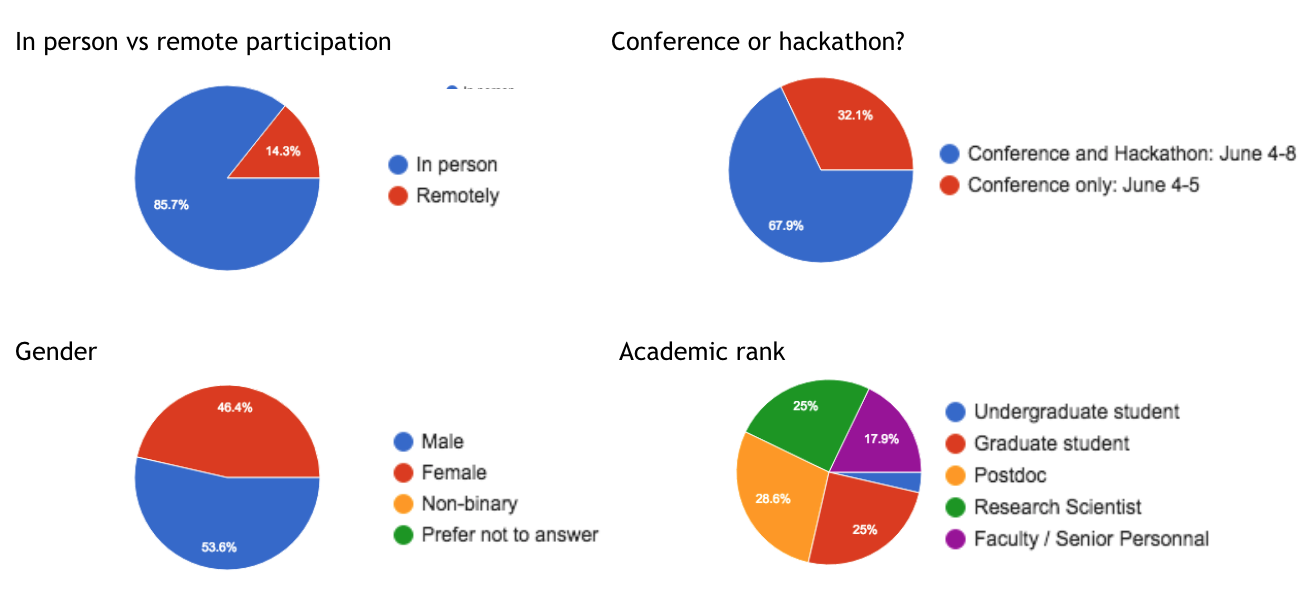 In person vs remote participation
85.7%
14.3%
In person
Remotely
Conference or hackathon?
32.1%
67.9%
Conference and Hackathon: June 4-8
Conference only: June 4-5
Gender
46.4%
53.6%
Male
Female
Non-binary
Prefer not to answer
Academic rank
25%
17.9%
28.6%
25%
Undergraduate student
Graduate student
Postdoc
Research Scientist
Faculty / Senior Personnal